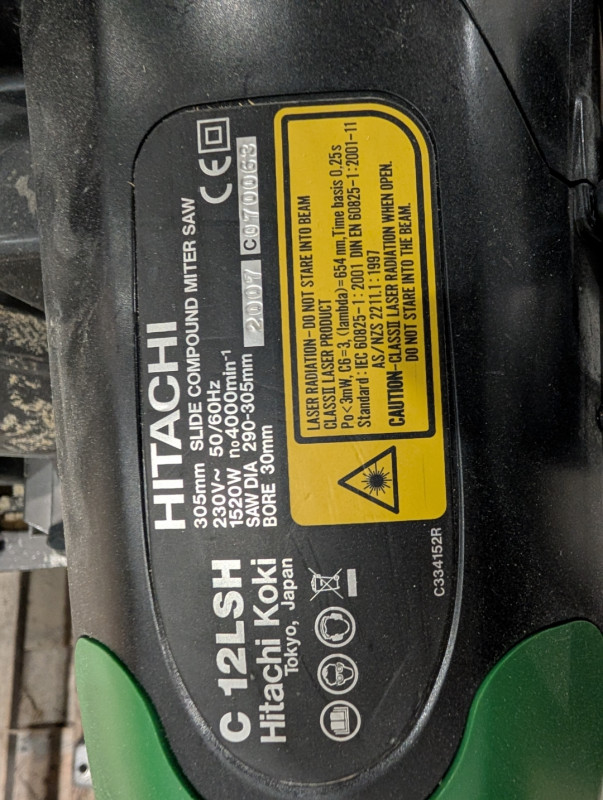 C 12LSH
Hitachi Koki
Tokyo, Japan
HITACHI
305mm SLIDE COMPOUND MITER SAW
230V~ 50/60Hz
1520W no4000min-1
SAW DIA 290-305mm
BORE 30mm
2007 C070063
CE
LASER RADIATION-DO NOT STARE INTO BEAM
CLASSII LASER PRODUCT
Po<3mW, C6=3, (lambda)=654 nm, Time basis 0.25s
Standard : IEC 60825-1 : 2001 DIN EN 60825-1 : 2001-11
AS/NZS 2211.1 : 1997
CAUTION-CLASSII LASER RADIATION WHEN OPEN.
DO NOT STARE INTO THE BEAM.
C334152R